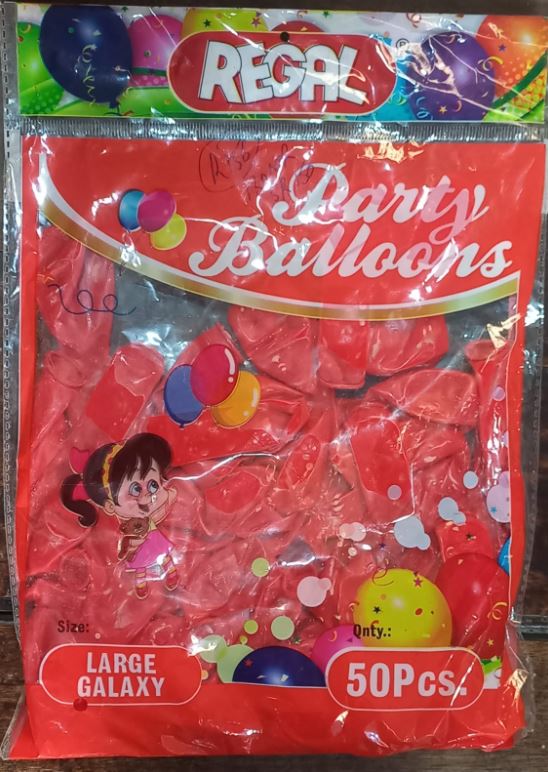 REGAL
Party
Balloons
Size:
LARGE
GALAXY
Qnty.:
50Pcs.